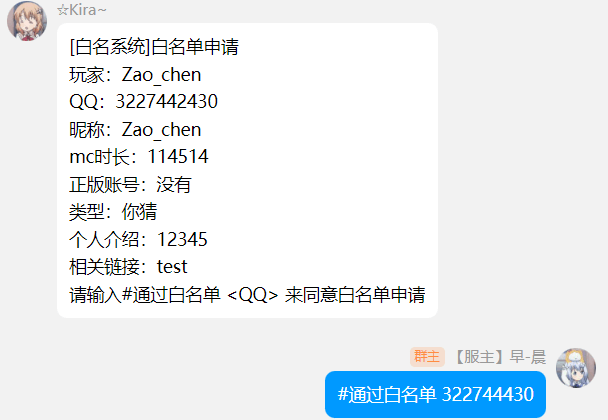 ☆Kira~
[白名系统]白名单申请
玩家：Zao_chen
QQ：3227442430
昵称：Zao_chen
mc时长：114514
正版账号：没有
类型：你猜
个人介绍：12345
相关链接：test
请输入#通过白名单 <QQ> 来同意白名单申请
群主 【服主】早-晨
#通过白名单 322744430